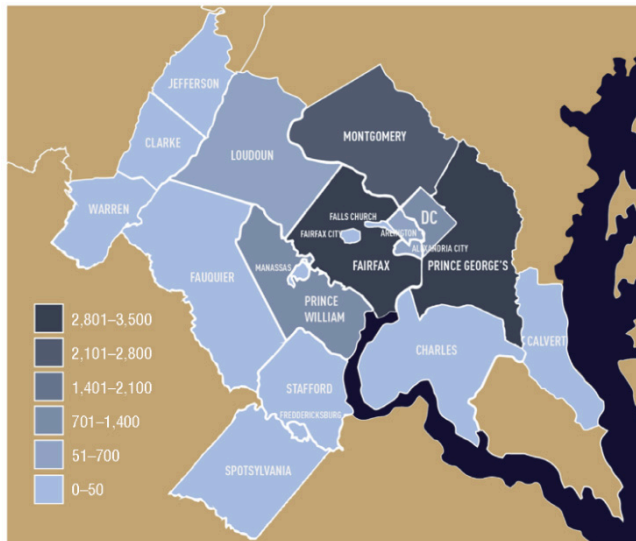 JEFFERSON
CLARKE
LOUDOUN
MONTGOMERY
WARREN
FALLS CHURCH
DC
FAIRFAX CITY
ARLINGTON
ALEXANDRIA CITY
MANASSAS
FAIRFAX
PRINCE GEORGE'S
FAUQUIER
PRINCE
WILLIAM
2,801–3,500
2,101–2,800
CHARLES
CALVERT
1,401–2,100
STAFFORD
701–1,400
FREDERICKSBURG
51–700
SPOTSYLVANIA
0–50